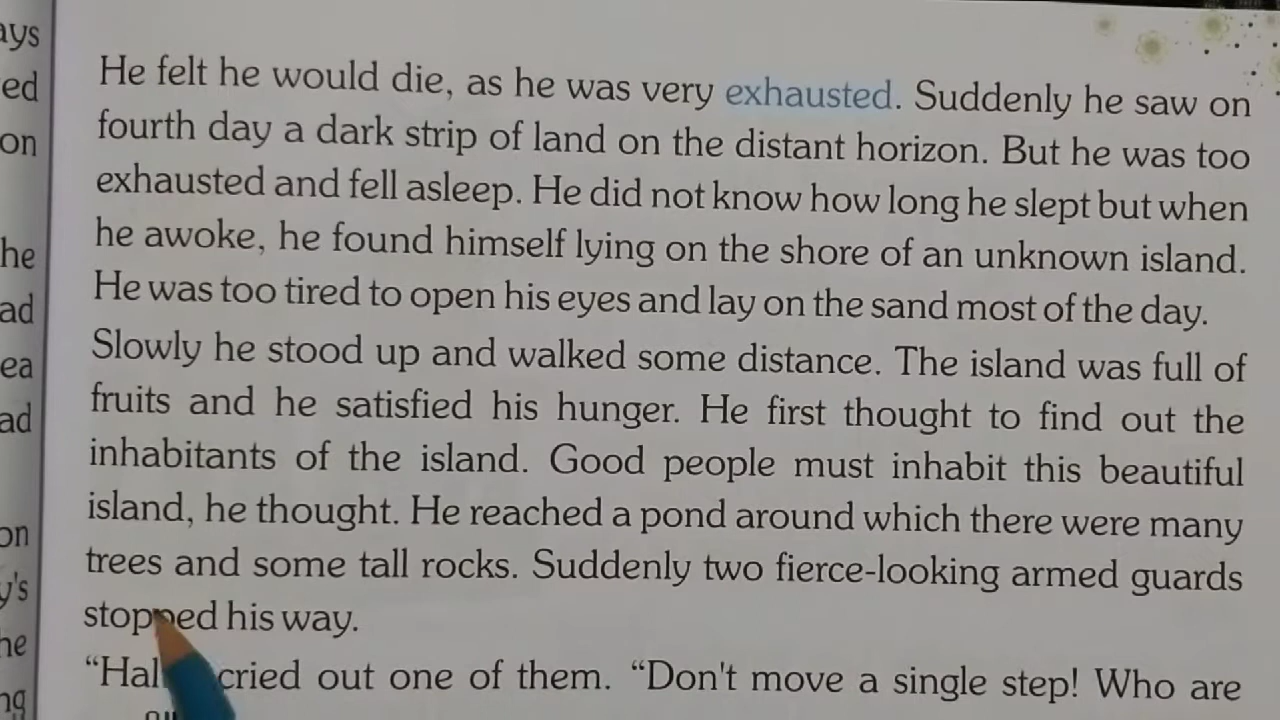 He felt he would die, as he was very exhausted. Suddenly he saw on
fourth day a dark strip of land on the distant horizon. But he was too
exhausted and fell asleep. He did not know how long he slept but when
he awoke, he found himself lying on the shore of an unknown island.
He was too tired to open his eyes and lay on the sand most of the day.
Slowly he stood up and walked some distance. The island was full of
fruits and he satisfied his hunger. He first thought to find out the
inhabitants of the island. Good people must inhabit this beautiful
island, he thought. He reached a pond around which there were many
trees and some tall rocks. Suddenly two fierce-looking armed guards
stopped his way.
cried out one of them. “Don't move a single step! Who are